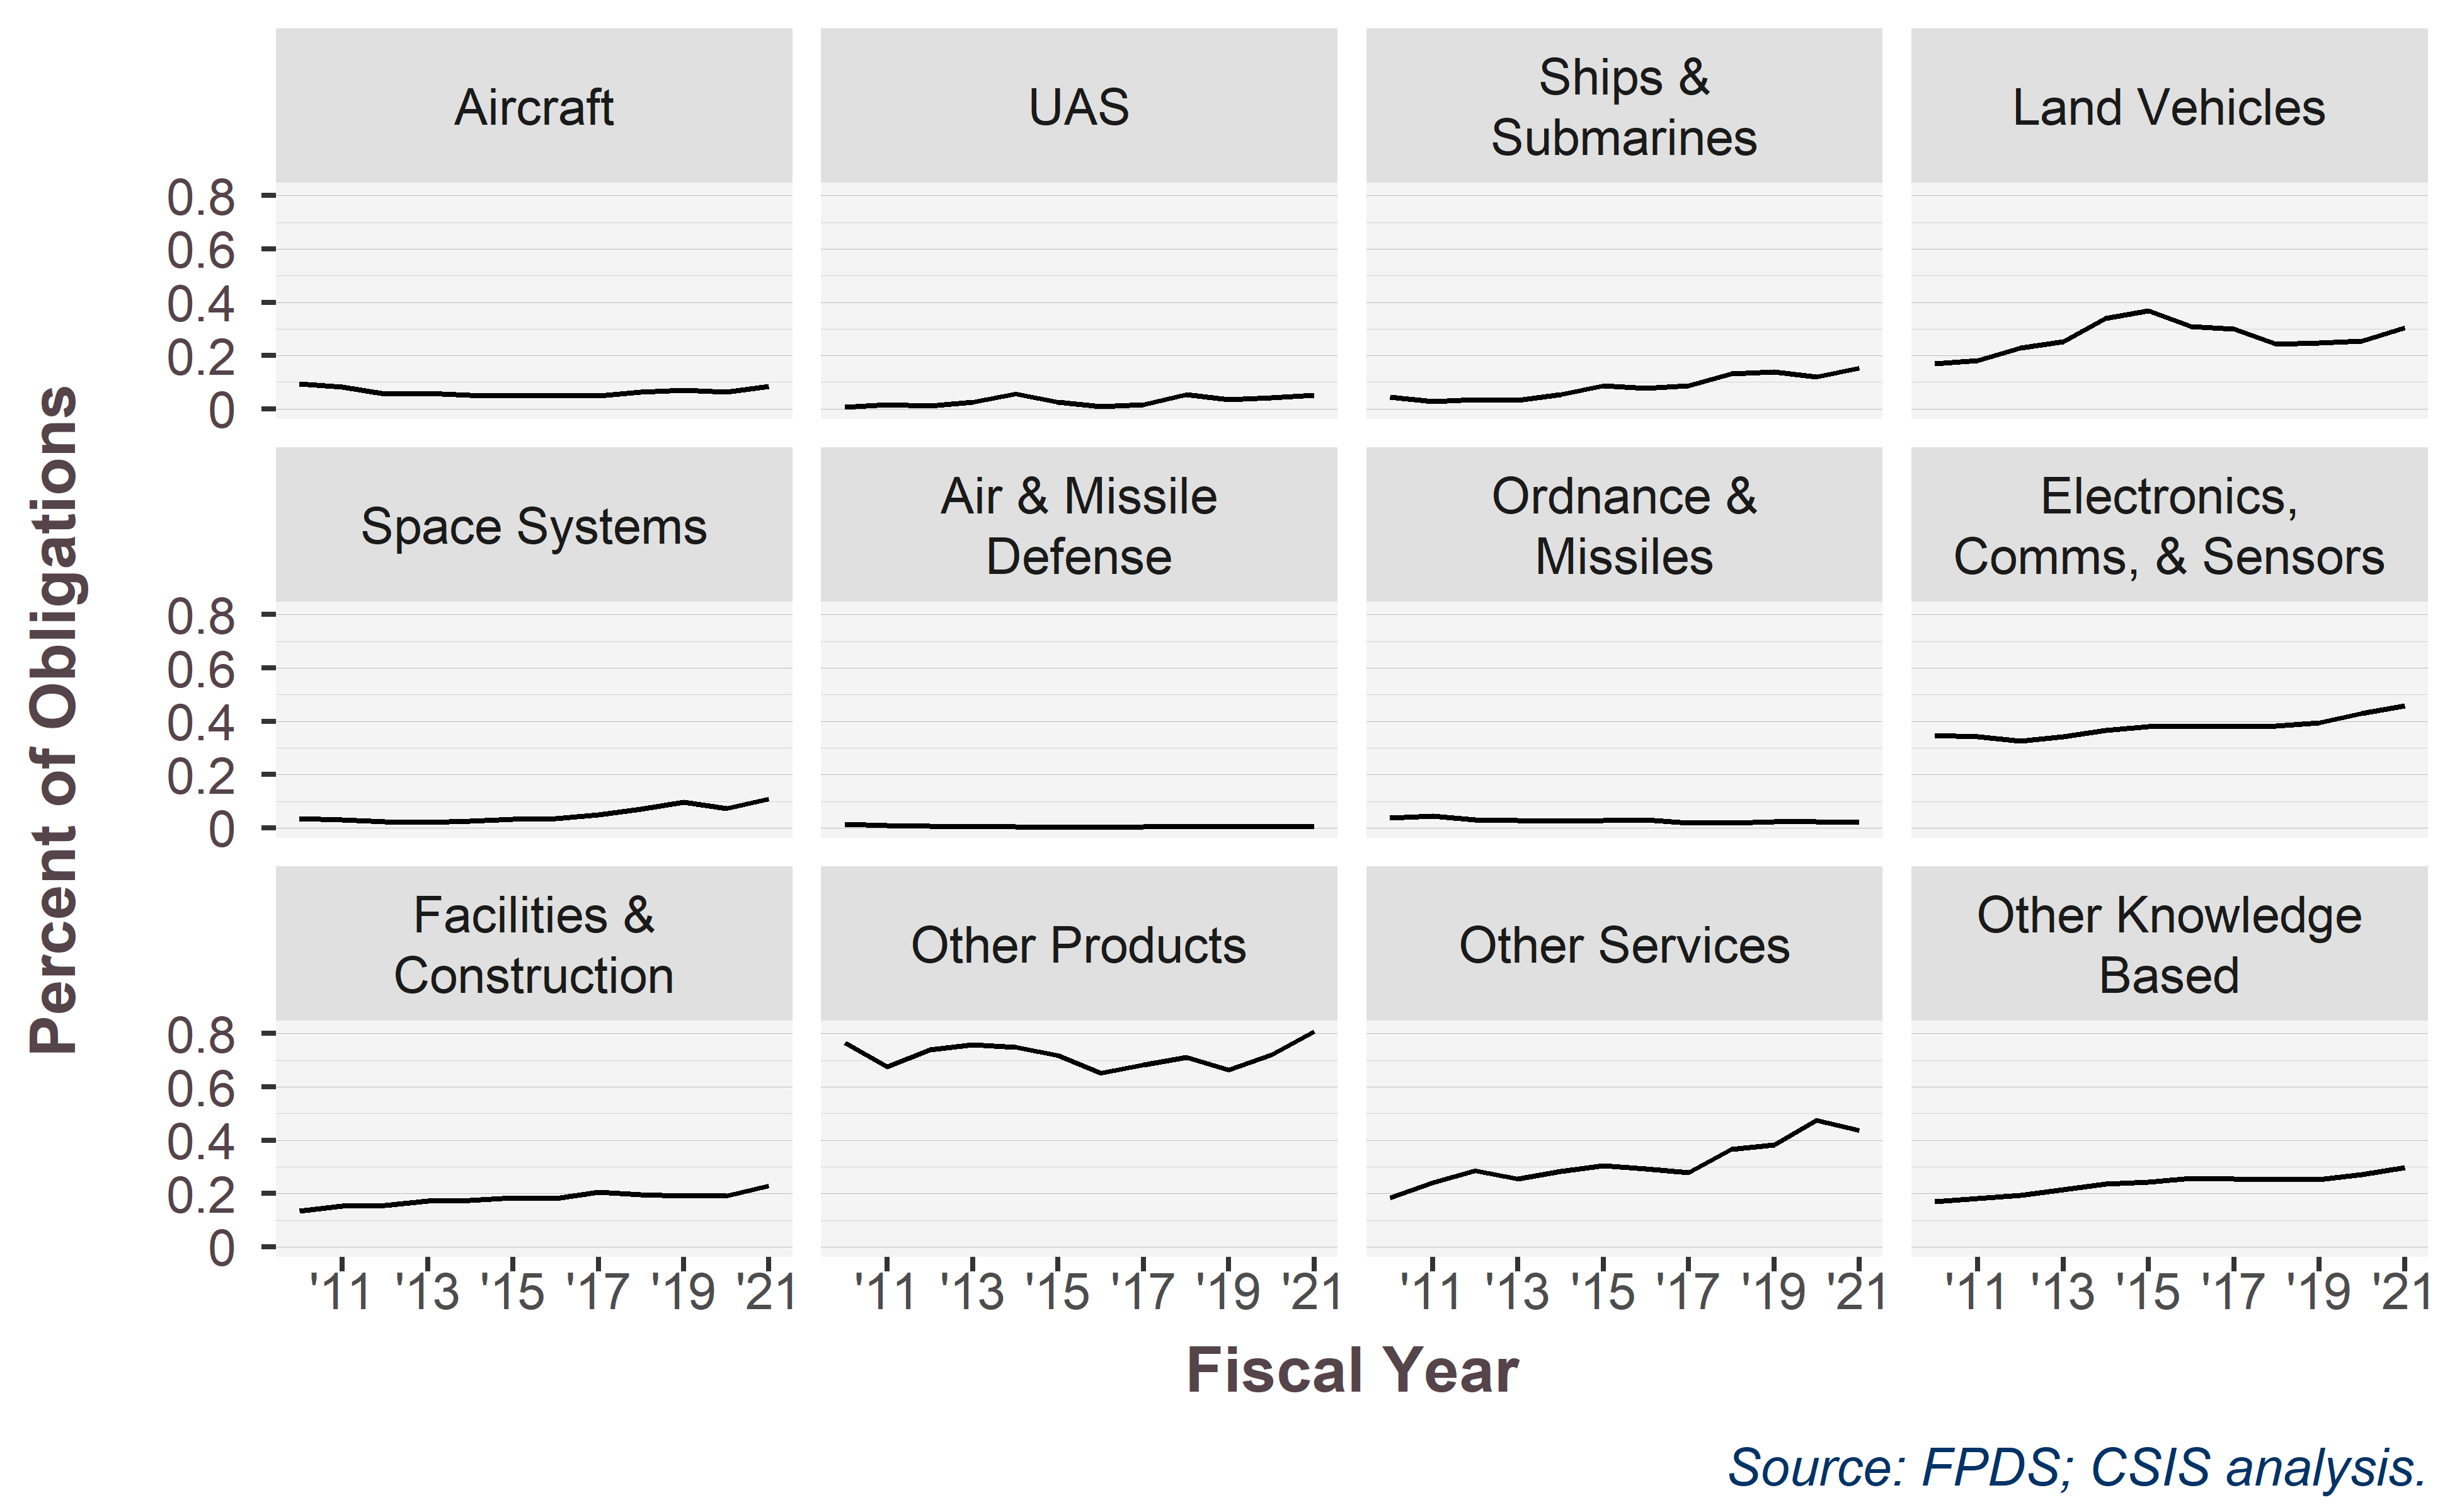 Aircraft
UAS
Ships &
Submarines
Land Vehicles
0.8
0.6
0.4
0.2
0
Space Systems
Air & Missile
Defense
Ordnance &
Missiles
Electronics,
Comms, & Sensors
0.8
0.6
0.4
0.2
0
Facilities &
Construction
Other Products
Other Services
Other Knowledge
Based
0.8
0.6
0.4
0.2
0
'11 '13 '15 '17 '19 '21
'11 '13 '15 '17 '19 '21
'11 '13 '15 '17 '19 '21
'11 '13 '15 '17 '19 '21
Percent of Obligations
Fiscal Year
Source: FPDS; CSIS analysis.